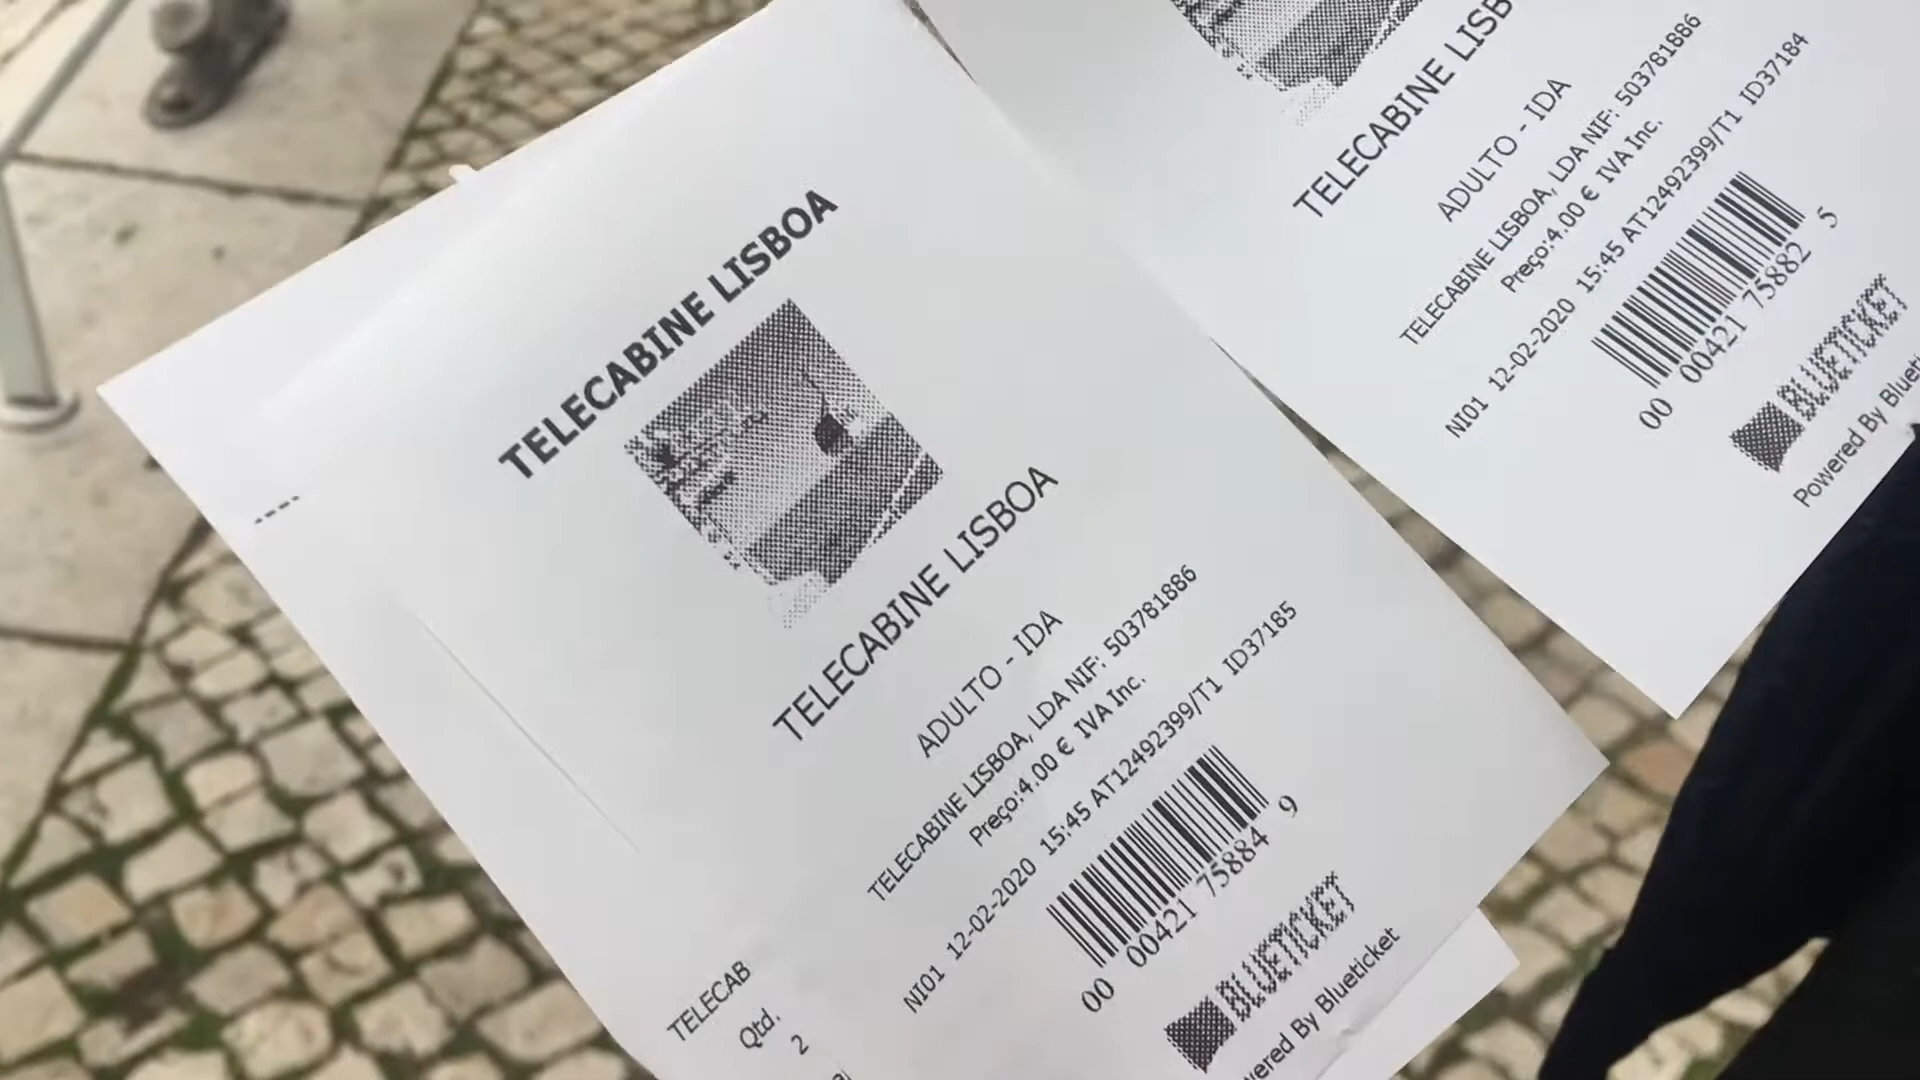 TELECABINE LISBOA
TELECABINE LISBOA
ADULTO - IDA
TELECABINE LISBOA, LDA NIF: 503781886
Preço:4.00 € IVA Inc.
NI01 12-02-2020 15:45 AT12492399/T1 ID37185
00 00421 75884 9
BLUETICKET
wered By Blueticket
TELECAB
Qtd.
2
TELECABINE LISB
ADULTO - IDA
TELECABINE LISBOA, LDA NIF: 503781886
Preço:4.00 € IVA Inc.
NI01 12-02-2020 15:45 AT12492399/T1 ID37184
00 00421 75882 5
BLUETICKET
Powered By Blueti